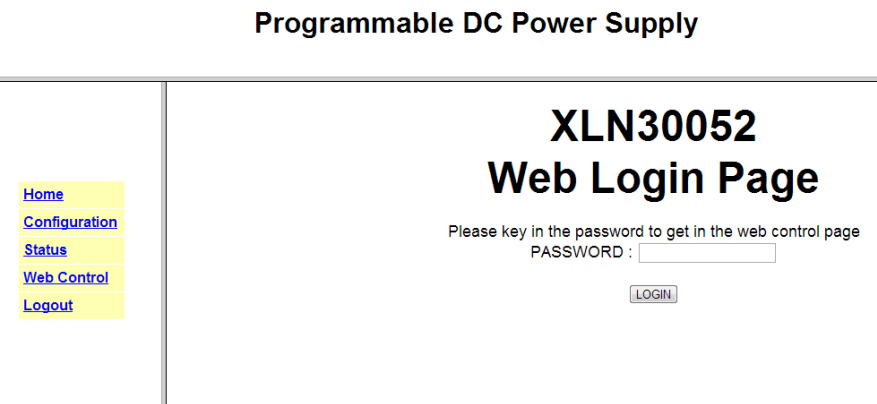 Programmable DC Power Supply
Home
Configuration
Status
Web Control
Logout
XLN30052
Web Login Page
Please key in the password to get in the web control page
PASSWORD :
LOGIN